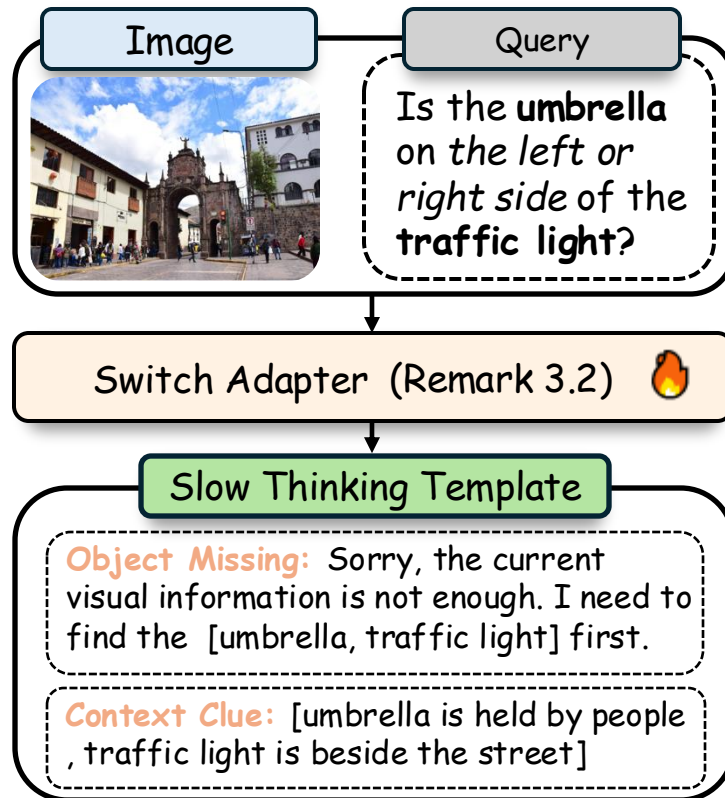 Image
Query
Is the umbrella
on the left or
right side of the
traffic light?
Switch Adapter (Remark 3.2)
Slow Thinking Template
Object Missing: Sorry, the current
visual information is not enough. I need to
find the [umbrella, traffic light] first.
Context Clue: [umbrella is held by people
, traffic light is beside the street]